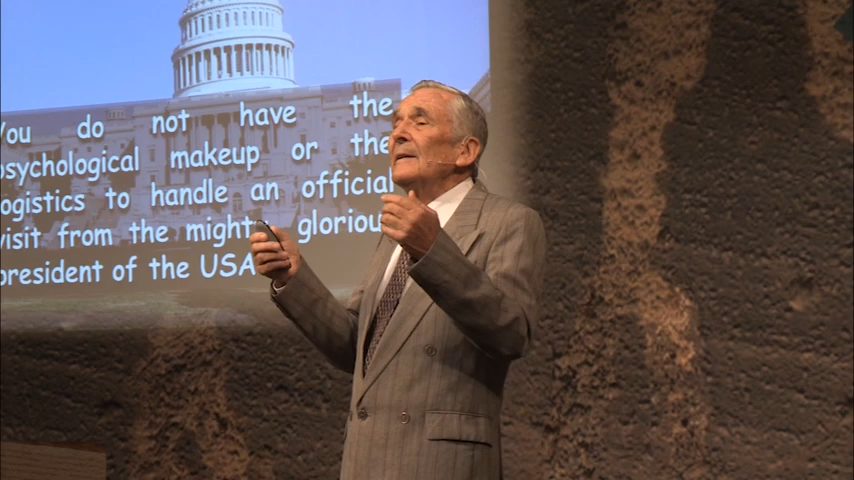 You do not have the
psychological makeup or the
logistics to handle an official
visit from the mighty glorious
president of the USA